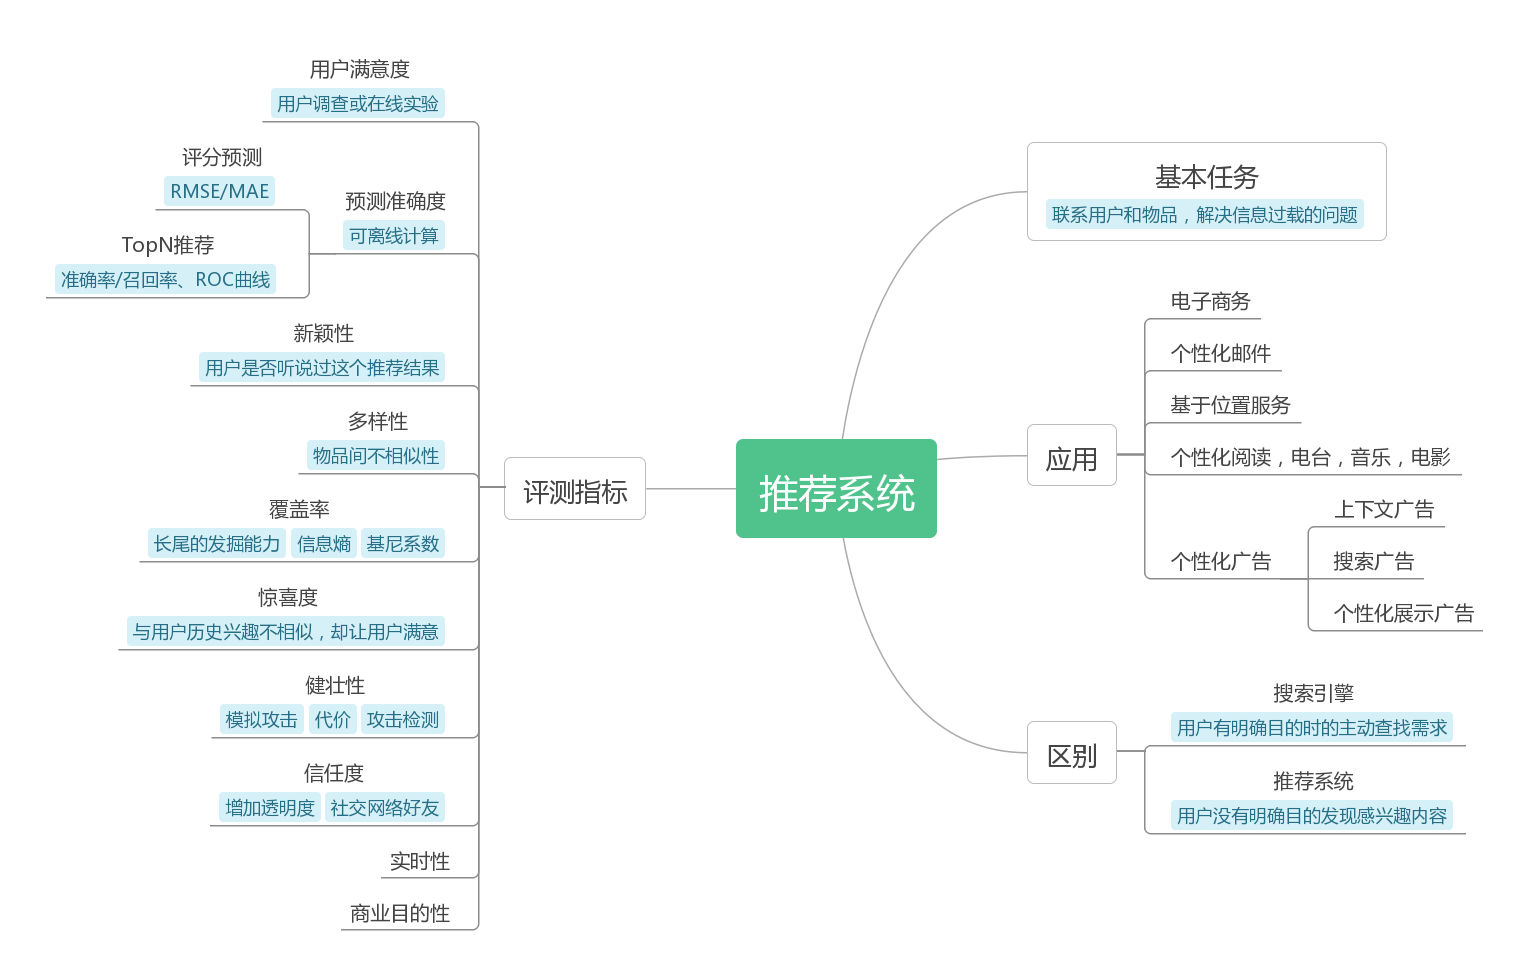 推荐系统
基本任务
联系用户和物品，解决信息过载的问题
应用
电子商务
个性化邮件
基于位置服务
个性化阅读，电台，音乐，电影
个性化广告
上下文广告
搜索广告
个性化展示广告
区别
搜索引擎
用户有明确目的时的主动查找需求
推荐系统
用户没有明确目的发现感兴趣内容
评测指标
用户满意度
用户调查或在线实验
预测准确度
可离线计算
评分预测
RMSE/MAE
TopN推荐
准确率/召回率、ROC曲线
新颖性
用户是否听说过这个推荐结果
多样性
物品间不相似性
覆盖率
长尾的发掘能力 信息熵 基尼系数
惊喜度
与用户历史兴趣不相似，却让用户满意
健壮性
模拟攻击 代价 攻击检测
信任度
增加透明度 社交网络好友
实时性
商业目的性